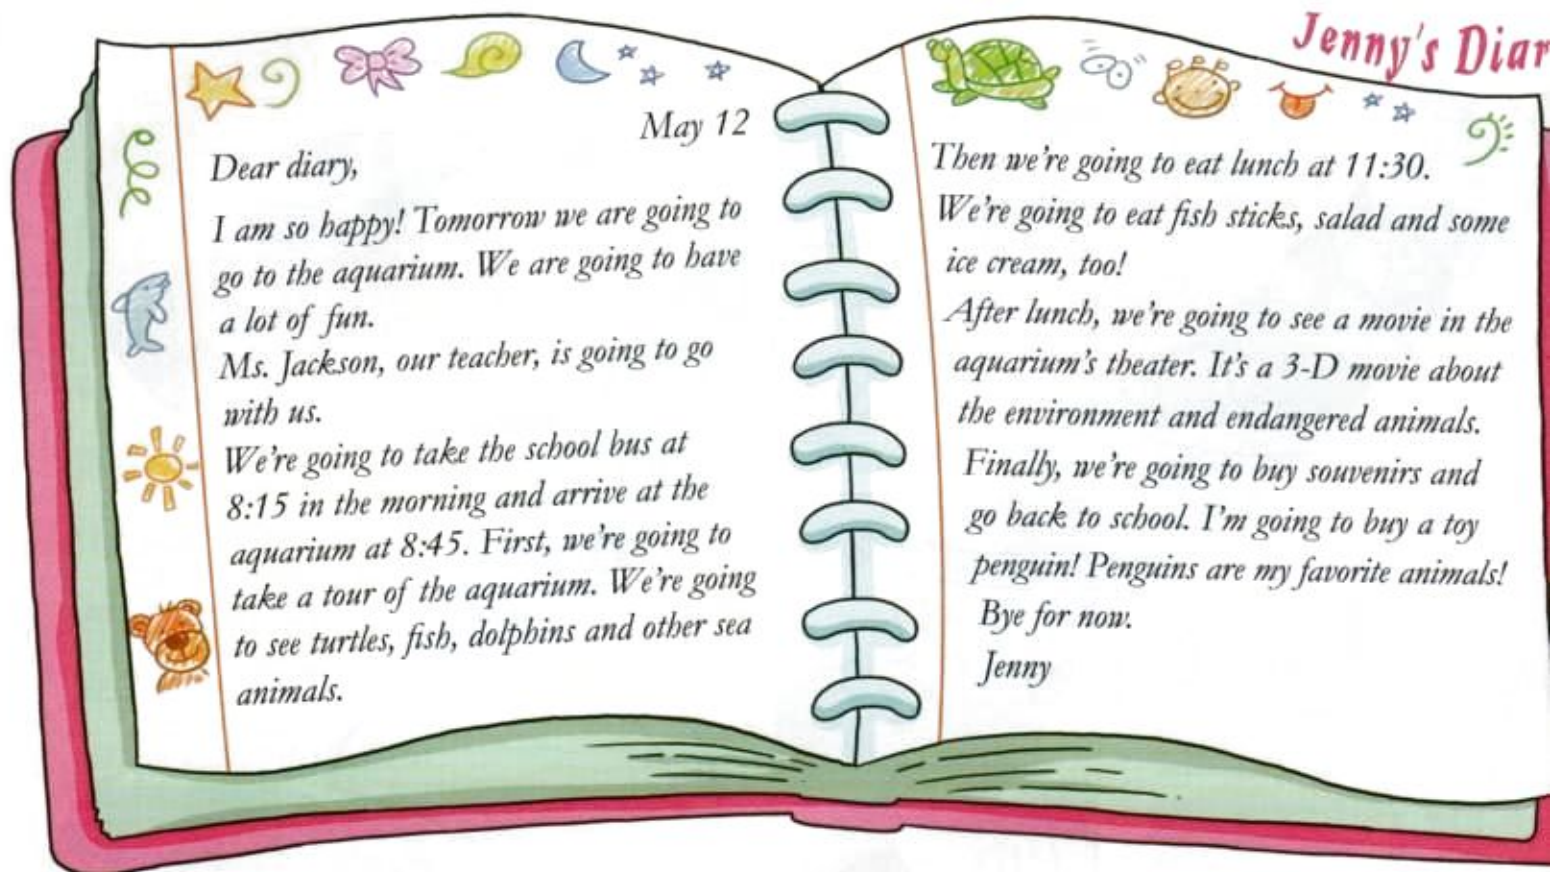 Jenny's Diar
May 12
Dear diary,
I am so happy! Tomorrow we are going to
go to the aquarium. We are going to have
a lot of fun.
Ms. Jackson, our teacher, is going to go
with us.
We're going to take the school bus at
8:15 in the morning and arrive at the
aquarium at 8:45. First, we're going to
take a tour of the aquarium. We're going
to see turtles, fish, dolphins and other sea
animals.
Then we're going to eat lunch at 11:30.
We're going to eat fish sticks, salad and some
ice cream, too!
After lunch, we're going to see a movie in the
aquarium's theater. It's a 3-D movie about
the environment and endangered animals.
Finally, we're going to buy souvenirs and
go back to school. I'm going to buy a toy
penguin! Penguins are my favorite animals!
Bye for now.
Jenny